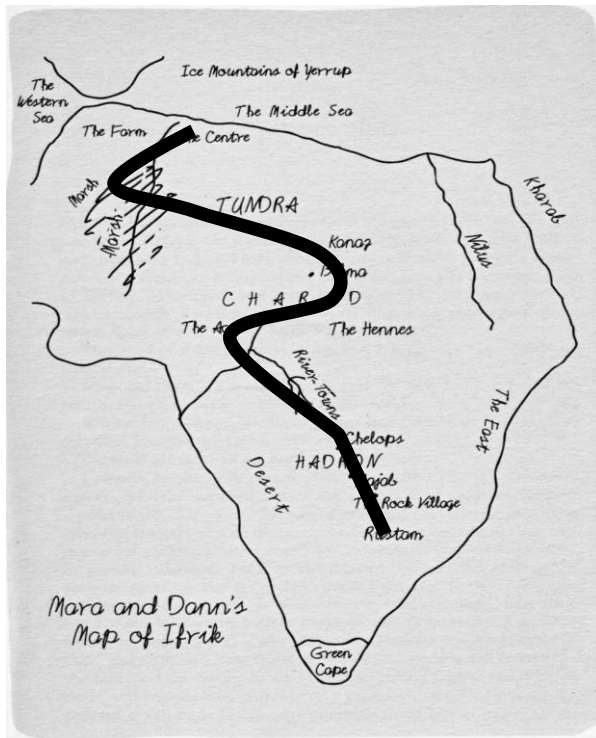 Ice Mountains of Yerrup
The
Western
Sea
The Middle Sea
The Farm
Centre
Kharab
Marsh
Marsh
TUNDRA
Nilus
Kanaz
CHARAD
The
The Hennes
River-Towns
The East
Chelops
HADRON
Desert
Rock Village
Rustam
Mara and Dann's
Map of Ifrik
Green
Cape